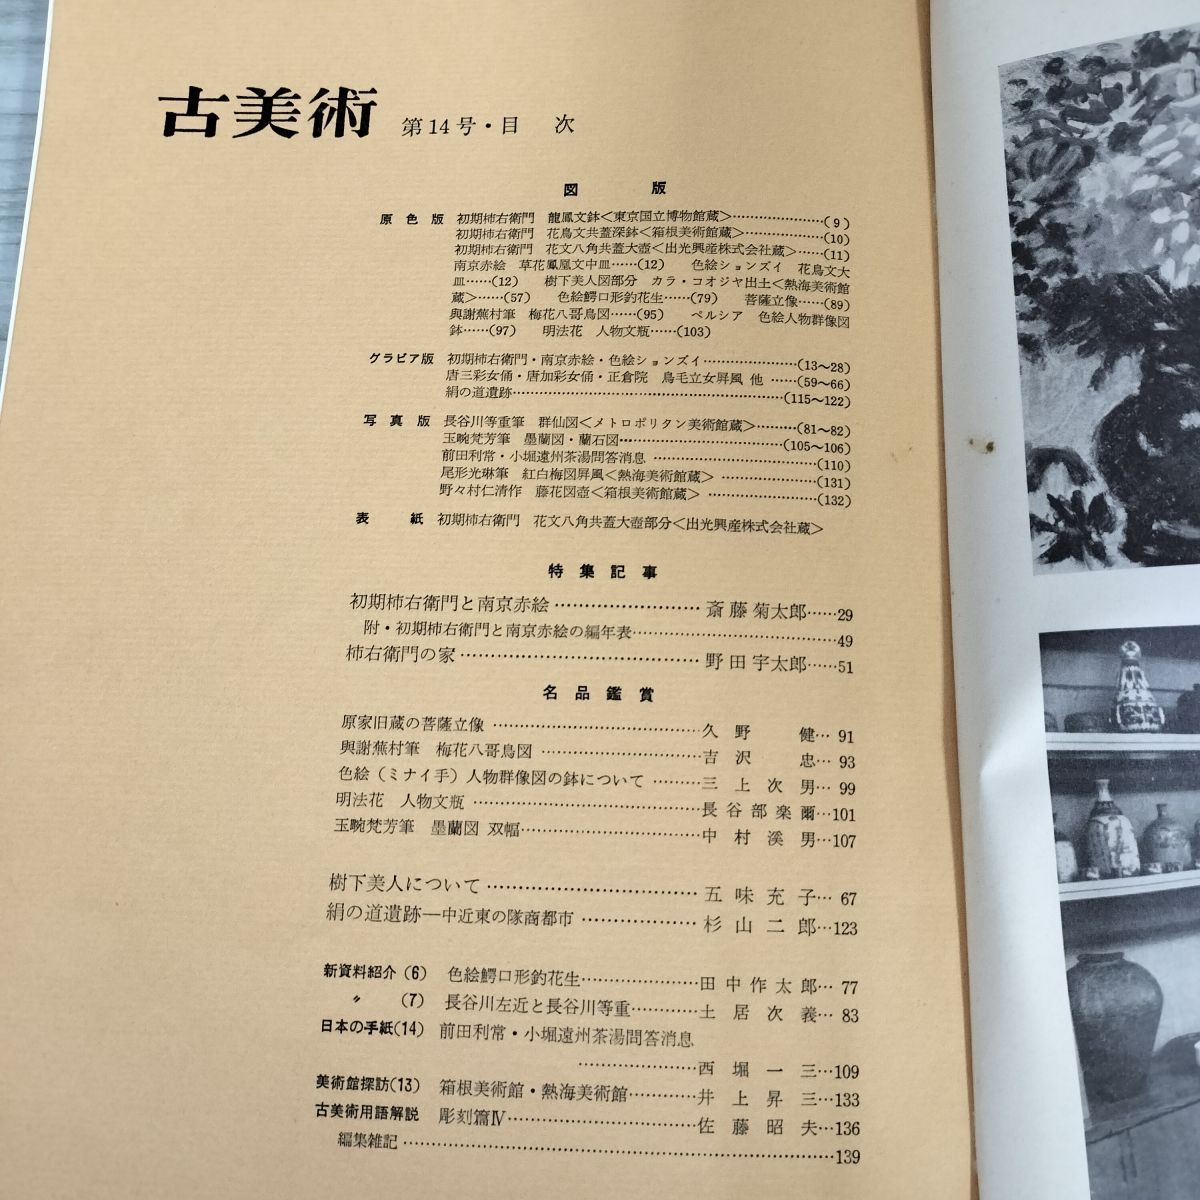 古美術 第14号・目 次
図 版
原色版 初期柿右衛門 龍鳳文鉢<東京国立博物館蔵>…………………(9)
初期柿右衛門 花鳥文共蓋深鉢<箱根美術館蔵>………………(10)
初期柿右衛門 花文八角共蓋大壺<出光興産株式会社蔵>……(11)
南京赤絵 草花鳳凰文中皿……(12) 色絵ションズイ 花鳥文大
皿……(12) 樹下美人図部分 カラ・コオジヤ出土<熱海美術館
蔵>……(57) 色絵鰐口形釣花生……(79) 菩薩立像……(89)
與謝蕪村筆 梅花八哥鳥図……(95) ペルシア 色絵人物群像図
鉢……(97) 明法花 人物文瓶……(103)
グラビア版 初期柿右衛門・南京赤絵・色絵ションズイ…………………(13〜28)
唐三彩女俑・唐加彩女俑・正倉院 鳥毛立女屛風 他 ……(59〜66)
絹の道遺跡……………………………………………………(115〜122)
写真版 長谷川等重筆 群仙図<メトロポリタン美術館蔵>………(81〜82)
玉畹梵芳筆 墨蘭図・蘭石図………………………………(105〜106)
前田利常・小堀遠州茶湯問答消息 ………………………………(110)
尾形光琳筆 紅白梅図屛風<熱海美術館蔵> …………………(131)
野々村仁清作 藤花図壺<箱根美術館蔵> ……………………(132)
表 紙 初期柿右衛門 花文八角共蓋大壺部分<出光興産株式会社蔵>
特集記事
初期柿右衛門と南京赤絵……………………斎藤菊太郎……29
附・初期柿右衛門と南京赤絵の編年表………………………………49
柿右衛門の家…………………………………野田宇太郎……51
名品鑑賞
原家旧蔵の菩薩立像 ………………………………久野 健… 91
與謝蕪村筆 梅花八哥鳥図 ………………………吉沢 忠… 93
色絵(ミナイ手)人物群像図の鉢について ………三上次男… 99
明法花 人物文瓶 …………………………………長谷部楽爾…101
玉畹梵芳筆 墨蘭図 双幅…………………………中村溪男…107
樹下美人について………………………………五味充子… 67
絹の道遺跡―中近東の隊商都市 ………………杉山二郎…123
新資料紹介(6) 色絵鰐口形釣花生………………田中作太郎… 77
〃 (7) 長谷川左近と長谷川等重…………土居次義… 83
日本の手紙(14) 前田利常・小堀遠州茶湯問答消息
…………………西堀一三…109
美術館探訪(13) 箱根美術館・熱海美術館…………井上昇三…133
古美術用語解説 彫刻篇Ⅳ……………………………佐藤昭夫…136
編集雑記…………………………………………………………………139